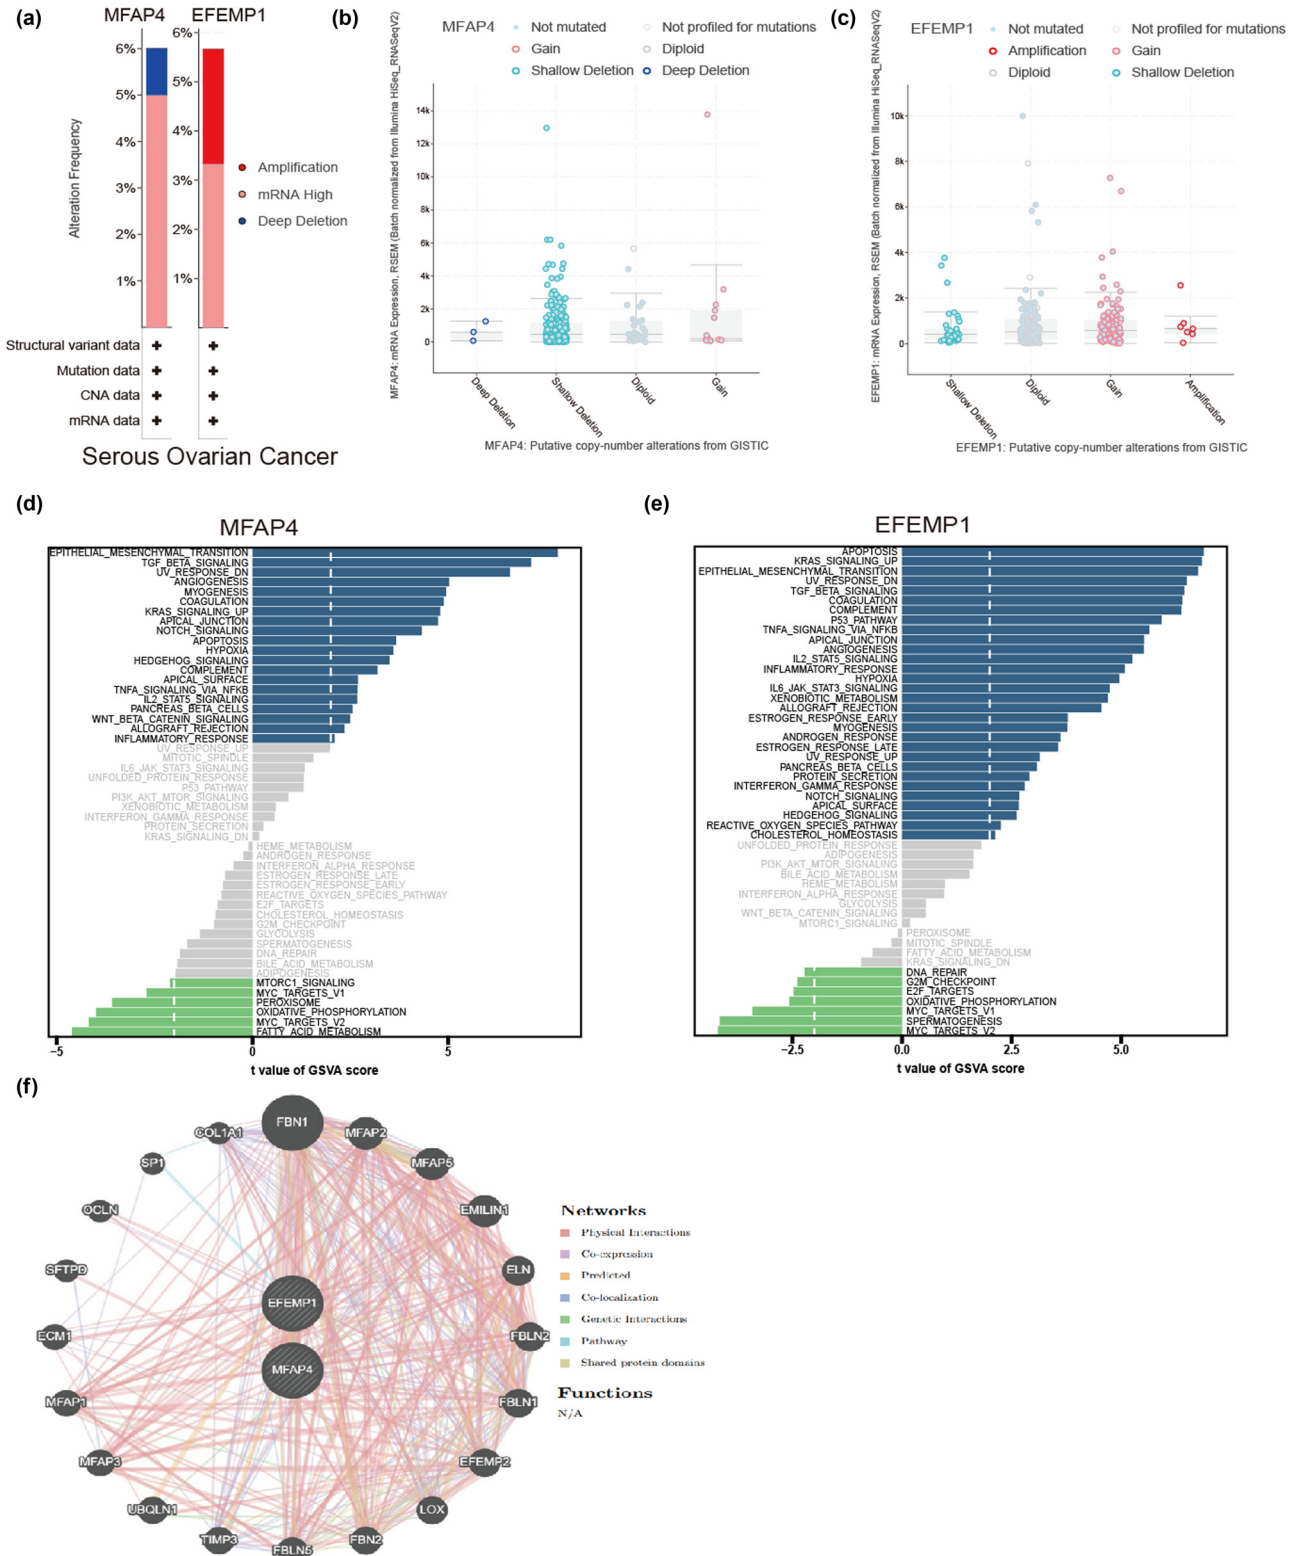 (a)
MFAP4
EFEMP1
6%
5%
4%
3%
2%
1%
6%
5%
4%
3%
2%
1%
Alteration Frequency
Amplification
mRNA High
Deep Deletion
Structural variant data
Mutation data
CNA data
mRNA data
Serous Ovarian Cancer
(b)
MFAP4
Not mutated
Not profiled for mutations
Gain
Diploid
Shallow Deletion
Deep Deletion
MFAP4: mRNA Expression, RSEM (Batch normalized from Illumina HiSeq_RNASeqV2)
14k
12k
10k
8k
6k
4k
2k
0
Deep Deletion
Shallow Deletion
Diploid
Gain
MFAP4: Putative copy-number alterations from GISTIC
(c)
EFEMP1
Not mutated
Not profiled for mutations
Amplification
Gain
Diploid
Shallow Deletion
EFEMP1: mRNA Expression, RSEM (Batch normalized from Illumina HiSeq_RNASeqV2)
10k
8k
6k
4k
2k
0
Shallow Deletion
Diploid
Gain
Amplification
EFEMP1: Putative copy-number alterations from GISTIC
(d)
MFAP4
EPITHELIAL_MESENCHYMAL_TRANSITION
TGF_BETA_SIGNALING
UV_RESPONSE_DN
ANGIOGENESIS
MYOGENESIS
COAGULATION
KRAS_SIGNALING_UP
APICAL_JUNCTION
NOTCH_SIGNALING
APOPTOSIS
HYPOXIA
HEDGEHOG_SIGNALING
COMPLEMENT
APICAL_SURFACE
TNFA_SIGNALING_VIA_NFKB
IL2_STAT5_SIGNALING
PANCREAS_BETA_CELLS
WNT_BETA_CATENIN_SIGNALING
ALLOGRAFT_REJECTION
INFLAMMATORY_RESPONSE
UV_RESPONSE_UP
MITOTIC_SPINDLE
IL6_JAK_STAT3_SIGNALING
UNFOLDED_PROTEIN_RESPONSE
P53_PATHWAY
PI3K_AKT_MTOR_SIGNALING
XENOBIOTIC_METABOLISM
INTERFERON_GAMMA_RESPONSE
PROTEIN_SECRETION
KRAS_SIGNALING_DN
HEME_METABOLISM
ANDROGEN_RESPONSE
INTERFERON_ALPHA_RESPONSE
ESTROGEN_RESPONSE_LATE
ESTROGEN_RESPONSE_EARLY
REACTIVE_OXYGEN_SPECIES_PATHWAY
E2F_TARGETS
CHOLESTEROL_HOMEOSTASIS
G2M_CHECKPOINT
GLYCOLYSIS
SPERMATOGENESIS
DNA_REPAIR
BILE_ACID_METABOLISM
ADIPOGENESIS
MTORC1_SIGNALING
MYC_TARGETS_V1
PEROXISOME
OXIDATIVE_PHOSPHORYLATION
MYC_TARGETS_V2
FATTY_ACID_METABOLISM
−5
0
5
t value of GSVA score
(e)
EFEMP1
APOPTOSIS
KRAS_SIGNALING_UP
EPITHELIAL_MESENCHYMAL_TRANSITION
UV_RESPONSE_DN
TGF_BETA_SIGNALING
COAGULATION
COMPLEMENT
P53_PATHWAY
TNFA_SIGNALING_VIA_NFKB
APICAL_JUNCTION
ANGIOGENESIS
IL2_STAT5_SIGNALING
INFLAMMATORY_RESPONSE
HYPOXIA
IL6_JAK_STAT3_SIGNALING
XENOBIOTIC_METABOLISM
ALLOGRAFT_REJECTION
ESTROGEN_RESPONSE_EARLY
MYOGENESIS
ANDROGEN_RESPONSE
ESTROGEN_RESPONSE_LATE
UV_RESPONSE_UP
PANCREAS_BETA_CELLS
PROTEIN_SECRETION
INTERFERON_GAMMA_RESPONSE
NOTCH_SIGNALING
APICAL_SURFACE
HEDGEHOG_SIGNALING
REACTIVE_OXYGEN_SPECIES_PATHWAY
CHOLESTEROL_HOMEOSTASIS
UNFOLDED_PROTEIN_RESPONSE
ADIPOGENESIS
PI3K_AKT_MTOR_SIGNALING
BILE_ACID_METABOLISM
HEME_METABOLISM
INTERFERON_ALPHA_RESPONSE
GLYCOLYSIS
WNT_BETA_CATENIN_SIGNALING
MTORC1_SIGNALING
PEROXISOME
MITOTIC_SPINDLE
FATTY_ACID_METABOLISM
KRAS_SIGNALING_DN
DNA_REPAIR
G2M_CHECKPOINT
E2F_TARGETS
OXIDATIVE_PHOSPHORYLATION
MYC_TARGETS_V1
SPERMATOGENESIS
MYC_TARGETS_V2
−2.5
0.0
2.5
5.0
t value of GSVA score
(f)
FBN1
COL1A1
MFAP2
SP1
MFAP5
OCLN
EMILIN1
SFTPD
ELN
EFEMP1
ECM1
FBLN2
MFAP4
MFAP1
FBLN1
MFAP3
EFEMP2
UBQLN1
LOX
TIMP3
FBN2
FBLN5
Networks
Physical Interactions
Co-expression
Predicted
Co-localization
Genetic Interactions
Pathway
Shared protein domains
Functions
N/A